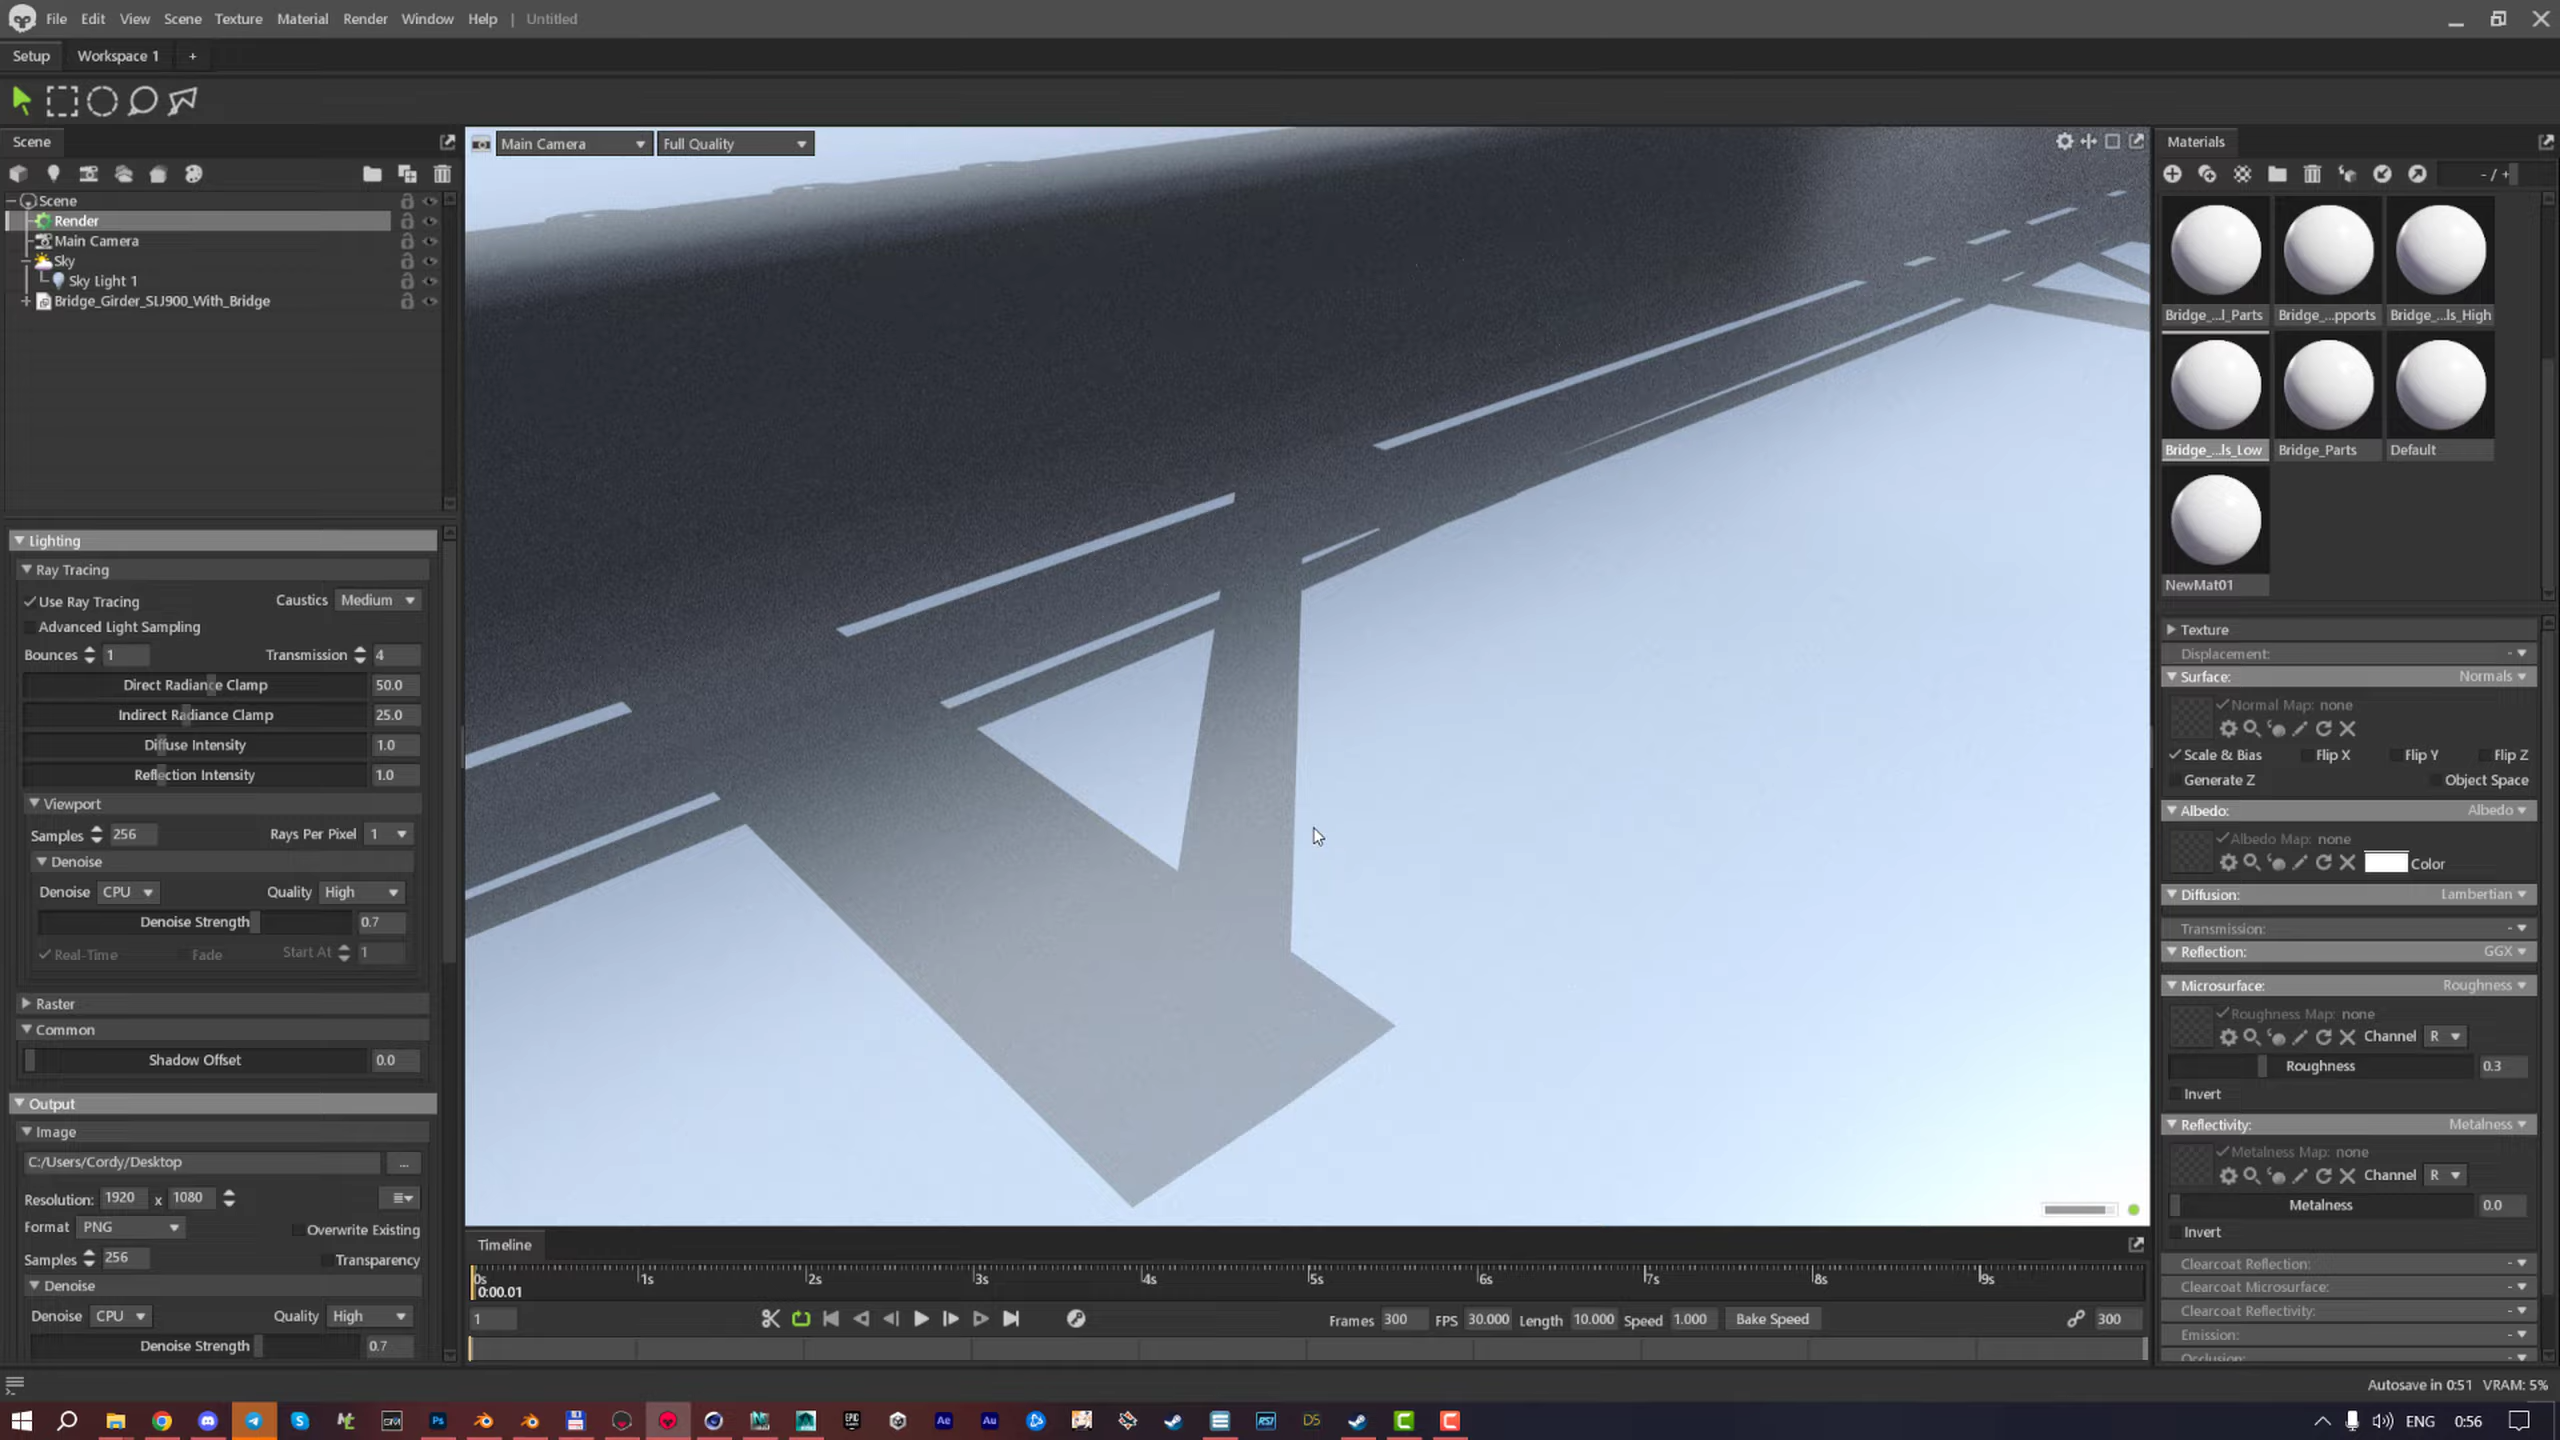 File Edit View Scene Texture Material Render Window Help | Untitled
Setup Workspace 1 +
Scene
Main Camera Full Quality
Materials
- / +
Scene
Render
Main Camera
Sky
Sky Light 1
Bridge_Girder_SLJ900_With_Bridge
Bridge_...l_Parts Bridge_...pports Bridge_...ls_High
Bridge_...ls_Low Bridge_Parts Default
NewMat01
Lighting
Ray Tracing
Use Ray Tracing Caustics Medium
Advanced Light Sampling
Bounces 1 Transmission 4
Direct Radiance Clamp 50.0
Indirect Radiance Clamp 25.0
Diffuse Intensity 1.0
Reflection Intensity 1.0
Viewport
Samples 256 Rays Per Pixel 1
Denoise
Denoise CPU Quality High
Denoise Strength 0.7
Real-Time Fade Start At 1
Raster
Common
Shadow Offset 0.0
Output
Image
C:/Users/Cordy/Desktop ...
Resolution: 1920 x 1080
Format PNG Overwrite Existing
Samples 256 Transparency
Denoise
Denoise CPU Quality High
Denoise Strength 0.7
Texture
Displacement: -
Surface: Normals
Normal Map: none
Scale & Bias Flip X Flip Y Flip Z
Generate Z Object Space
Albedo: Albedo
Albedo Map: none
Color
Diffusion: Lambertian
Transmission: -
Reflection: GGX
Microsurface: Roughness
Roughness Map: none
Channel R
Roughness 0.3
Invert
Reflectivity: Metalness
Metalness Map: none
Channel R
Metalness 0.0
Invert
Clearcoat Reflection: -
Clearcoat Microsurface: -
Clearcoat Reflectivity: -
Emission: -
Occlusion: -
Timeline
0s 1s 2s 3s 4s 5s 6s 7s 8s 9s
0:00.01
1 Frames 300 FPS 30.000 Length 10.000 Speed 1.000 Bake Speed 300
Autosave in 0:51 VRAM: 5%
Ps EPIC Ae Au RSI DS C C ENG 0:56